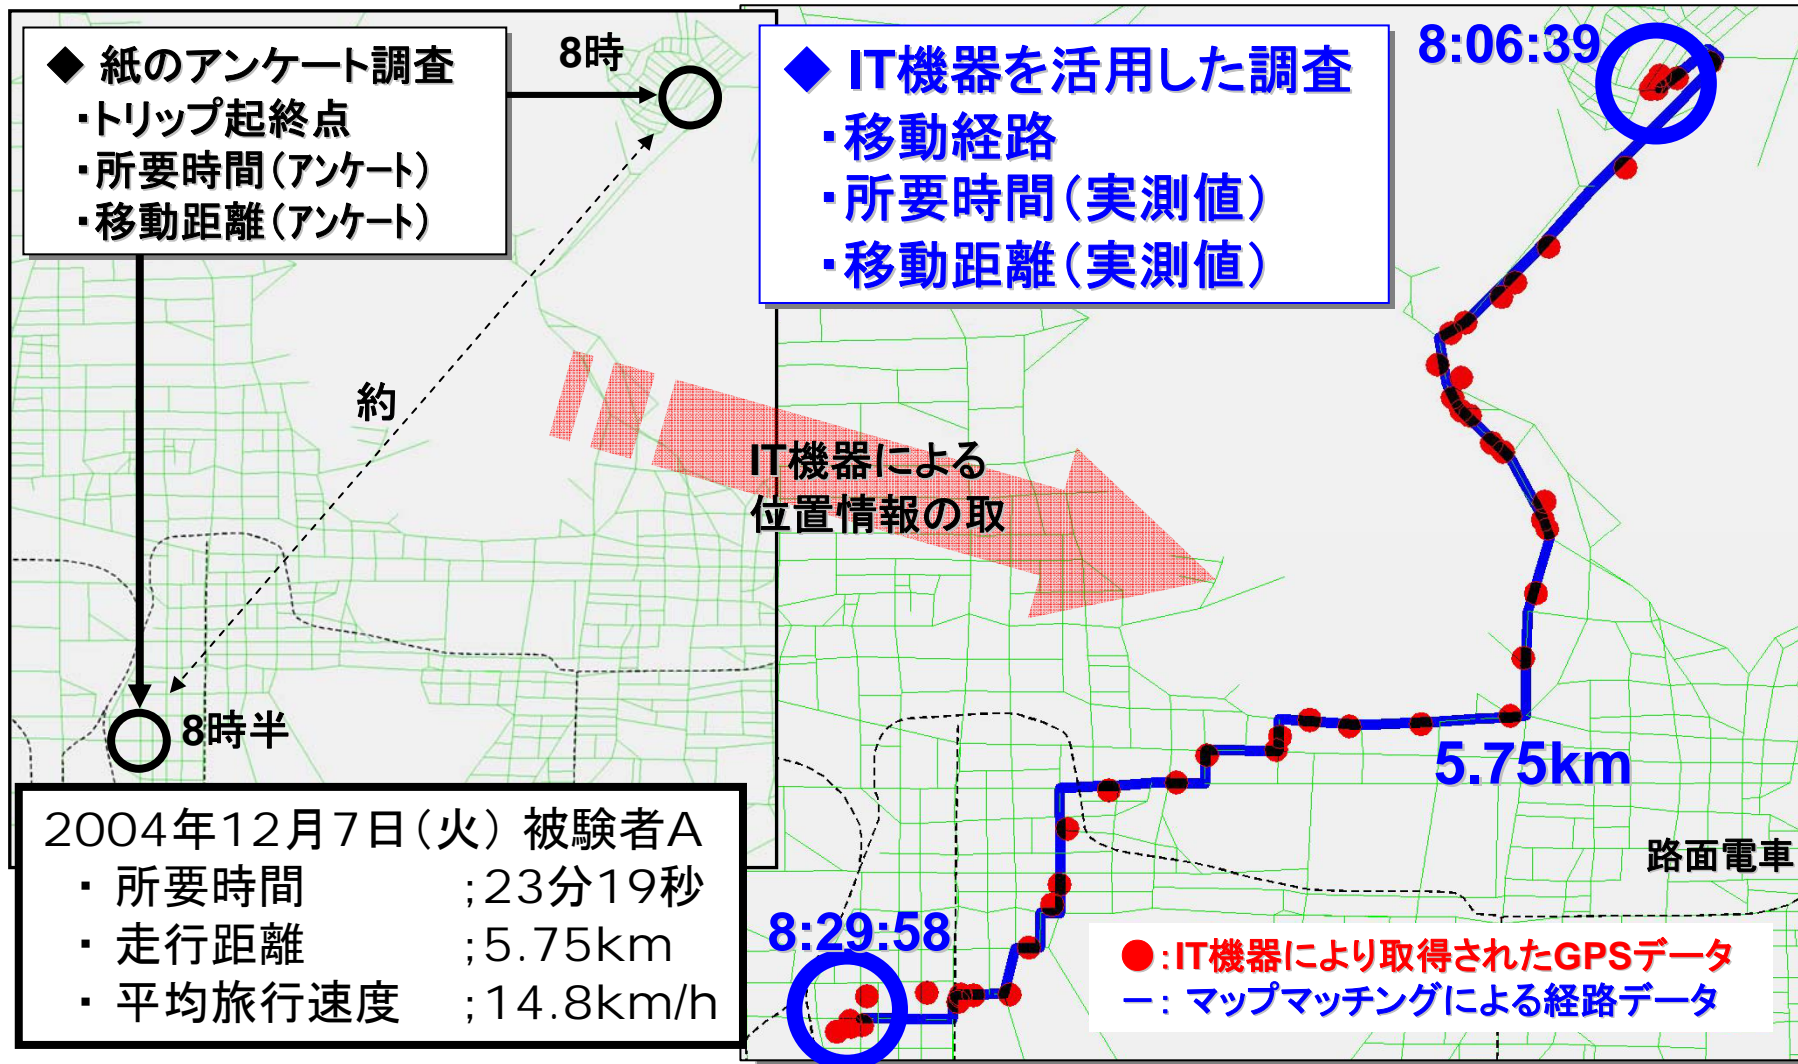 ◆ 紙のアンケート調査
・トリップ起終点
・所要時間(アンケート)
・移動距離(アンケート)
8時
約
8時半
◆ IT機器を活用した調査
・移動経路
・所要時間(実測値)
・移動距離(実測値)
8:06:39
IT機器による
位置情報の取
5.75km
路面電車
8:29:58
2004年12月7日(火) 被験者A
・ 所要時間 ;23分19秒
・ 走行距離 ;5.75km
・ 平均旅行速度 ;14.8km/h
●:IT機器により取得されたGPSデータ
ー: マップマッチングによる経路データ